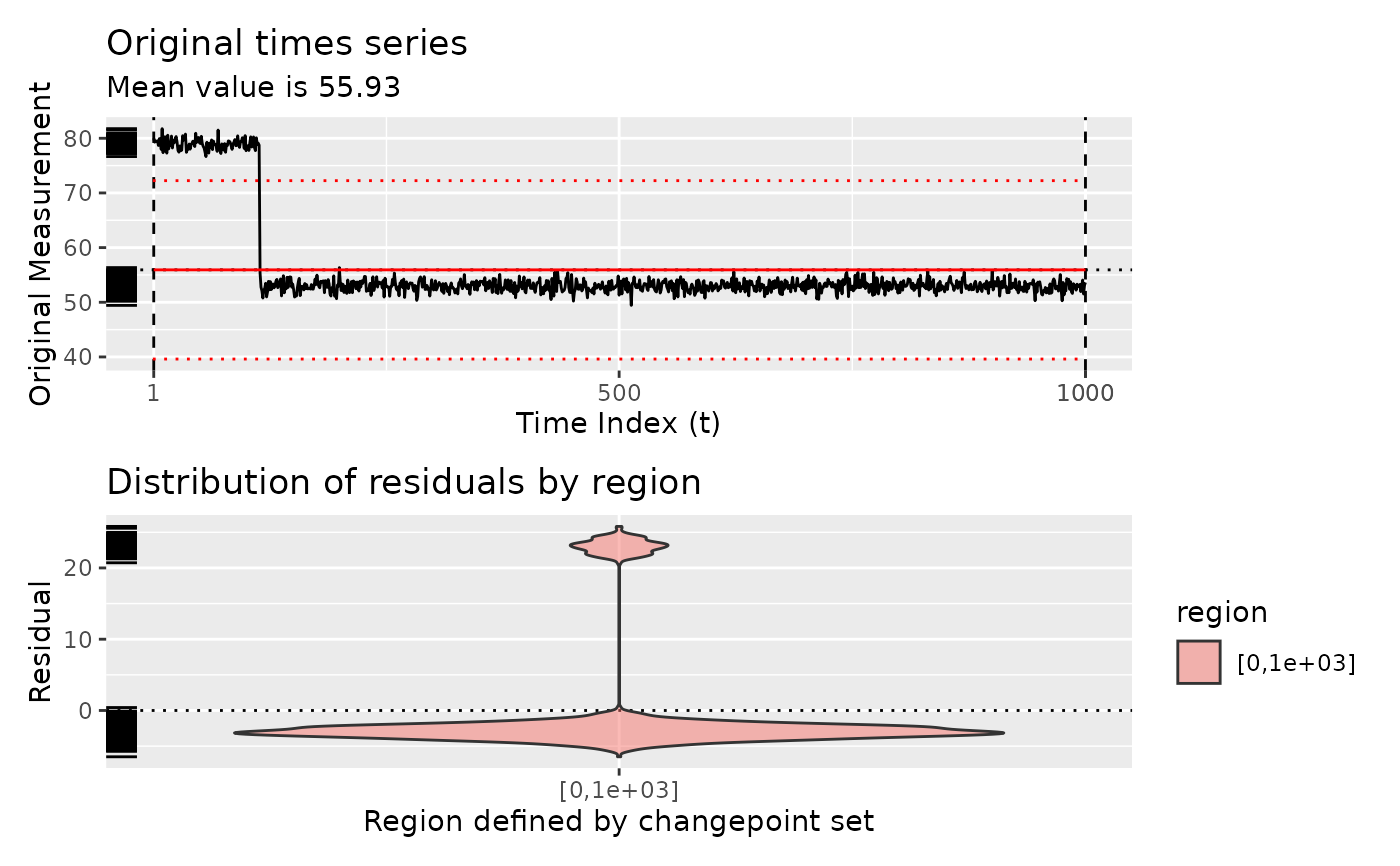 Original times series
Mean value is 55.93
Original Measurement
80
70
60
50
40
1
500
1000
Time Index (t)
Distribution of residuals by region
Residual
20
10
0
[0,1e+03]
Region defined by changepoint set
region
[0,1e+03]